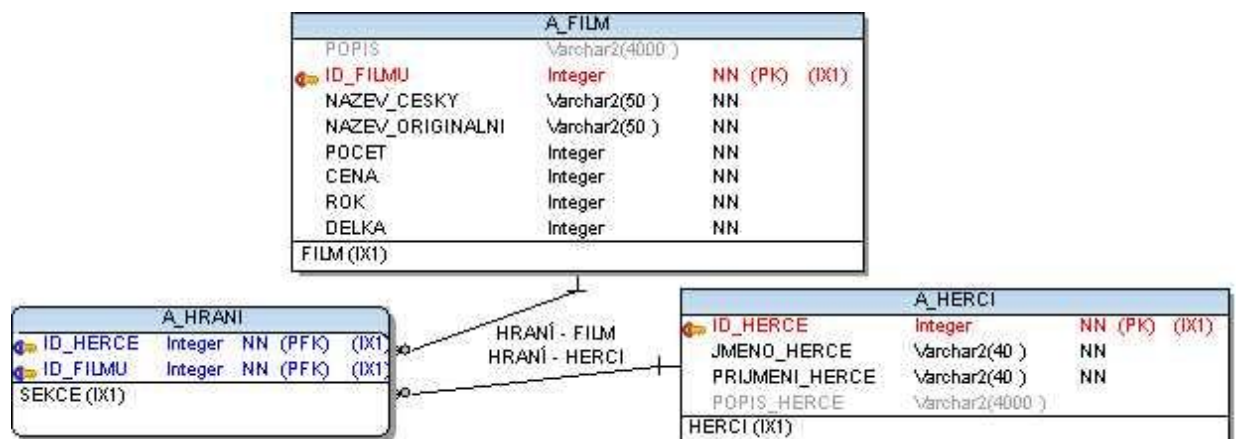 A_FILM
POPIS Varchar2(4000 )
ID_FILMU Integer NN (PK) (IX1)
NAZEV_CESKY Varchar2(50 ) NN
NAZEV_ORIGINALNI Varchar2(50 ) NN
POCET Integer NN
CENA Integer NN
ROK Integer NN
DELKA Integer NN
FILM (IX1)
A_HRANI
ID_HERCE Integer NN (PFK) (IX1)
ID_FILMU Integer NN (PFK) (IX1)
SEKCE (IX1)
HRANÍ - FILM
HRANÍ - HERCI
A_HERCI
ID_HERCE Integer NN (PK) (IX1)
JMENO_HERCE Varchar2(40 ) NN
PRIJMENI_HERCE Varchar2(40 ) NN
POPIS_HERCE Varchar2(4000 )
HERCI (IX1)